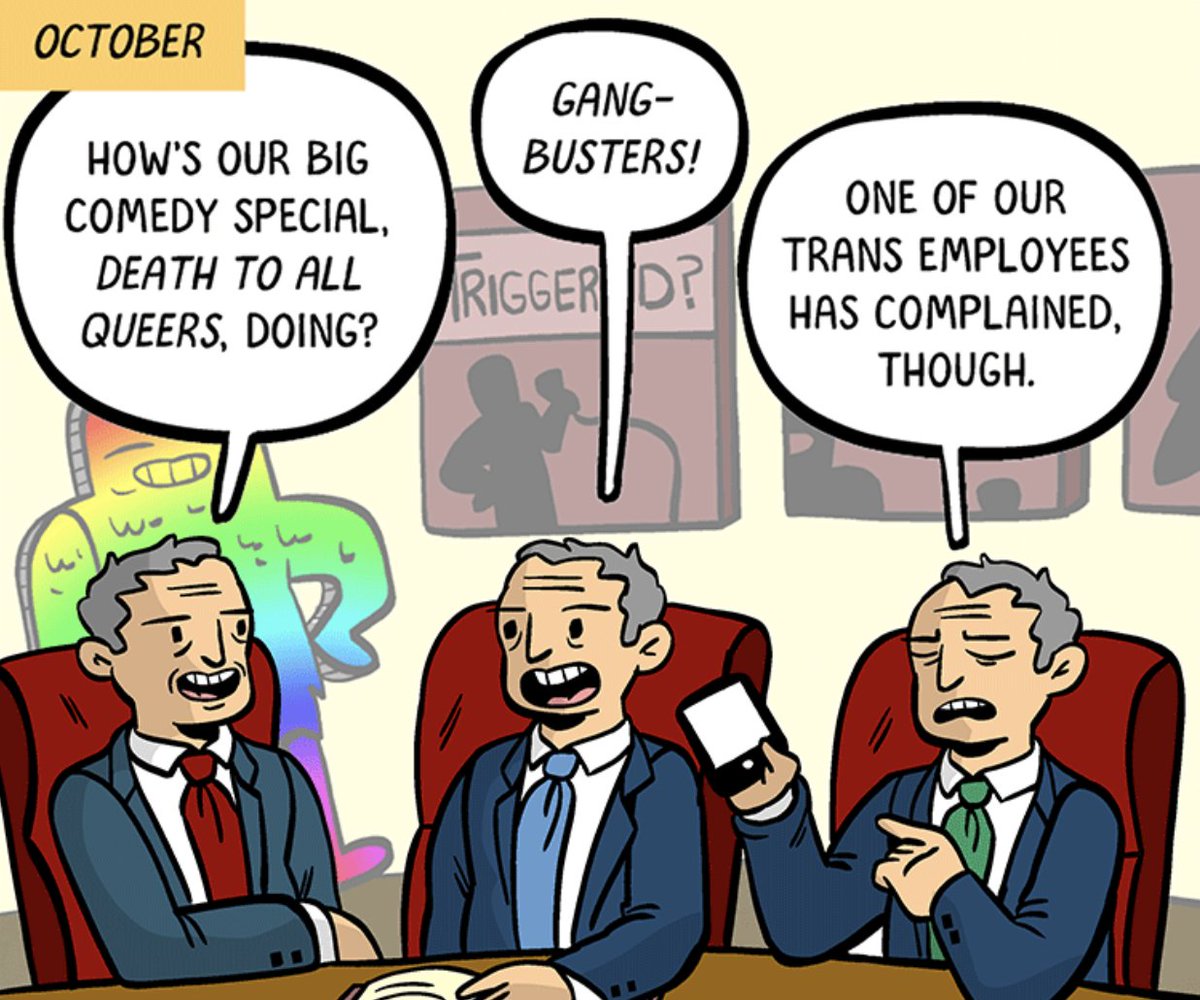 OCTOBER
HOW'S OUR BIG
COMEDY SPECIAL,
DEATH TO ALL
QUEERS, DOING?
GANG-
BUSTERS!
ONE OF OUR
TRANS EMPLOYEES
HAS COMPLAINED,
THOUGH.
TRIGGER D?